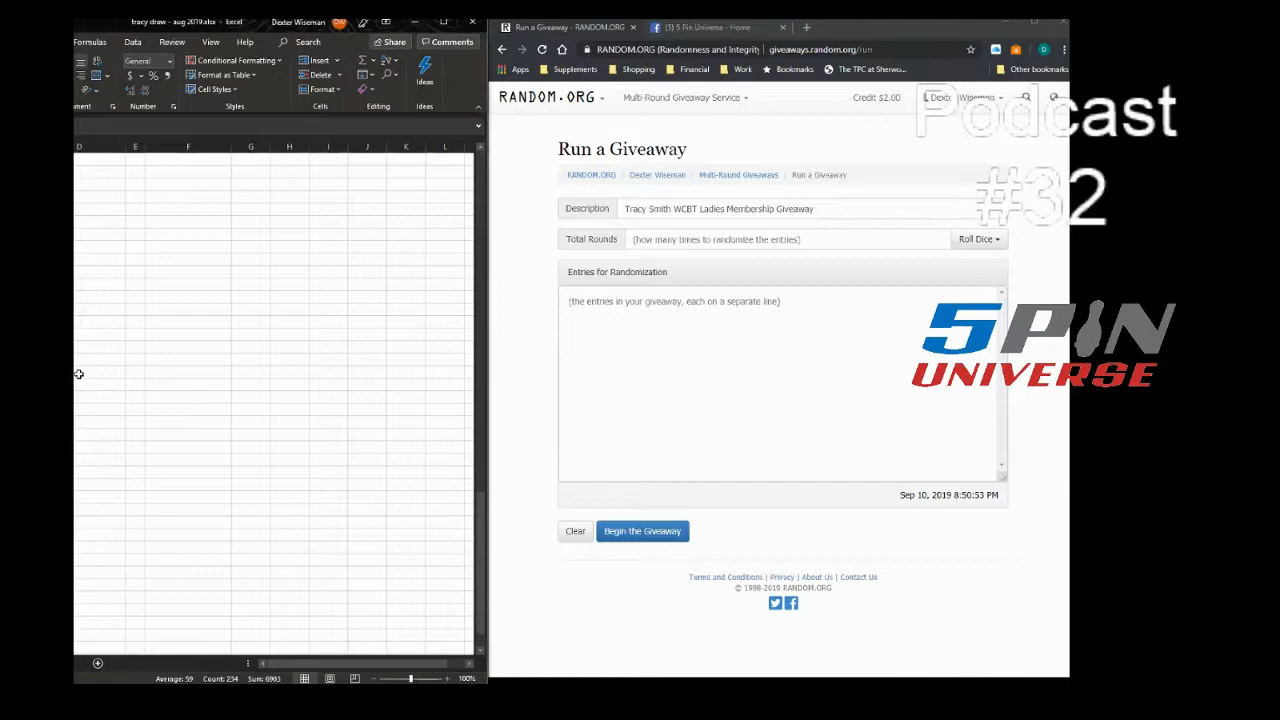 tracy draw - aug 2019.xlsx - Excel
Dexter Wiseman
DW
Formulas Data Review View Help Search Share Comments
General
Conditional Formatting
Format as Table
Cell Styles
Insert
Delete
Format
Ideas
Number Styles Cells Editing Ideas
D E F G H I J K L
Average: 59 Count: 234 Sum: 6903
100%
Run a Giveaway - RANDOM.ORG
(5) 5 Pin Universe - Home
RANDOM.ORG (Randomness and Integrity giveaways.random.org/run
Apps Supplements Shopping Financial Work Bookmarks The TPC at Sherwo... Other bookmarks
RANDOM.ORG Multi-Round Giveaway Service Credit $2.00
Run a Giveaway
RANDOM.ORG / Dexter Wiseman / Multi-Round Giveaways / Run a Giveaway
Description Tracy Smith WCBT Ladies Membership Giveaway
Total Rounds (how many times to randomize the entries) Roll Dice
Entries for Randomization
(the entries in your giveaway, each on a separate line)
Sep 10, 2019 8:50:53 PM
Clear Begin the Giveaway
Terms and Conditions | Privacy | About Us | Contact Us
© 1998-2019 RANDOM.ORG
Podcast
#32
5PIN
UNIVERSE